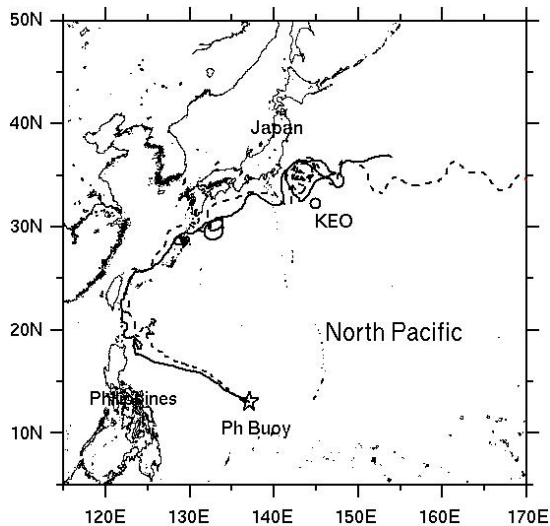 50N
40N
Japan
30N
KEO
20N
North Pacific
Philippines
10N
Ph Buoy
120E
130E
140E
150E
160E
170E